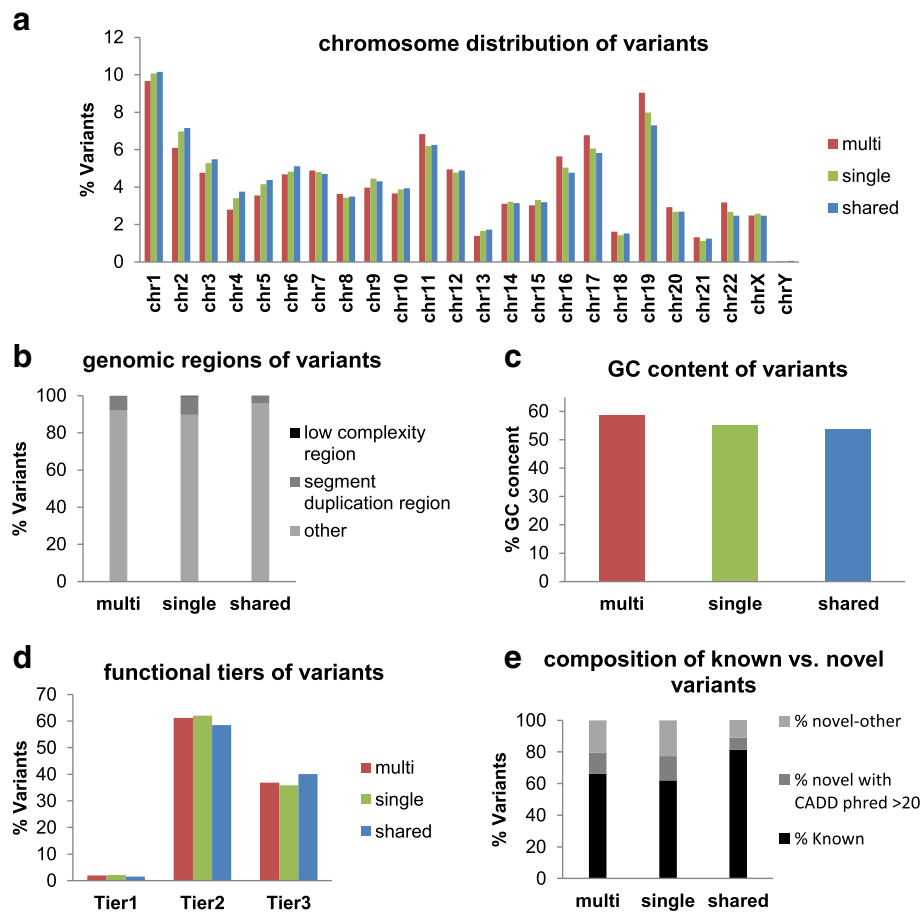 a
chromosome distribution of variants
% Variants
12
10
8
6
4
2
0
chr1
chr2
chr3
chr4
chr5
chr6
chr7
chr8
chr9
chr10
chr11
chr12
chr13
chr14
chr15
chr16
chr17
chr18
chr19
chr20
chr21
chr22
chrX
chrY
multi
single
shared
b
genomic regions of variants
% Variants
100
80
60
40
20
0
multi
single
shared
low complexity
region
segment
duplication region
other
c
GC content of variants
% GC concent
60
50
40
30
20
10
0
multi
single
shared
d
functional tiers of variants
% Variants
70
60
50
40
30
20
10
0
Tier1
Tier2
Tier3
multi
single
shared
e
composition of known vs. novel
variants
% Variants
100
80
60
40
20
0
multi
single
shared
% novel-other
% novel with
CADD phred >20
% Known